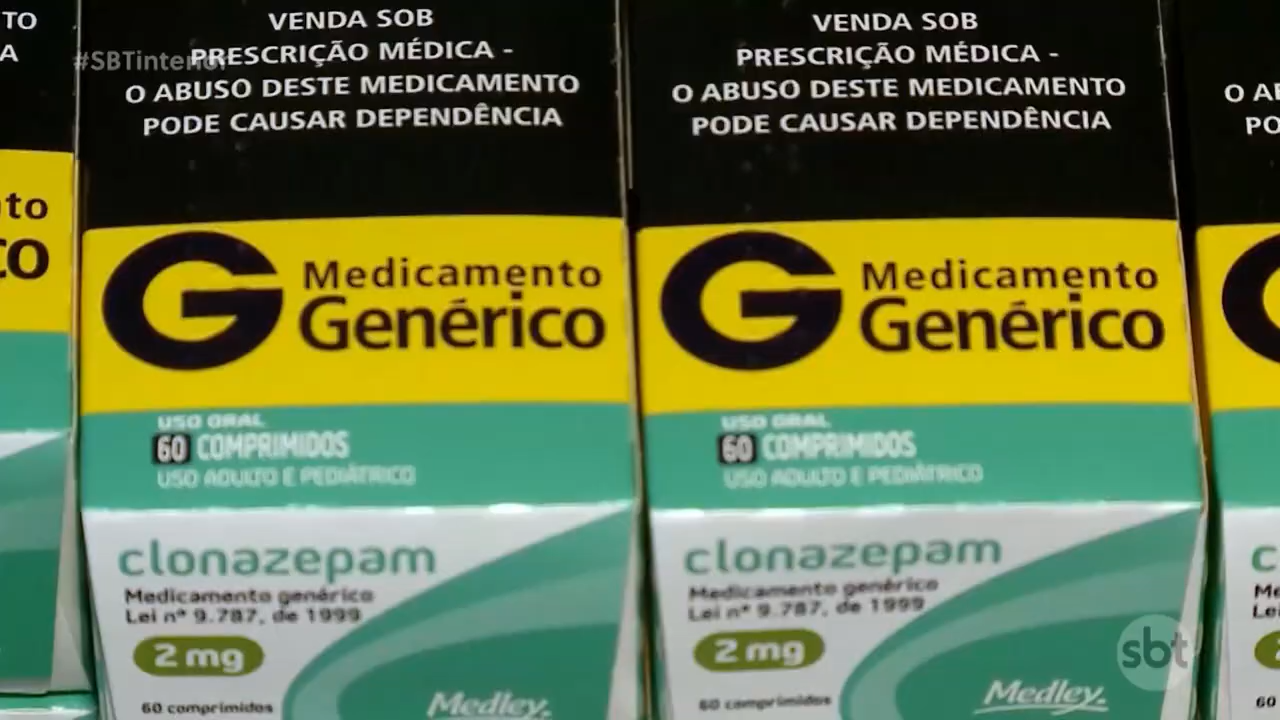 TO
A
#SBTinterior
VENDA SOB
PRESCRIÇÃO MÉDICA -
O ABUSO DESTE MEDICAMENTO
PODE CAUSAR DEPENDÊNCIA
G Medicamento
Genérico
USO ORAL
60 COMPRIMIDOS
USO ADULTO E PEDIÁTRICO
clonazepam
Medicamento genérico
Lei nº 9.787, de 1999
2 mg
60 comprimidos
Medley.
VENDA SOB
PRESCRIÇÃO MÉDICA -
O ABUSO DESTE MEDICAMENTO
PODE CAUSAR DEPENDÊNCIA
G Medicamento
Genérico
USO ORAL
60 COMPRIMIDOS
USO ADULTO E PEDIÁTRICO
clonazepam
Medicamento genérico
Lei nº 9.787, de 1999
2 mg
60 comprimidos
Medley.
O A
PO
60
sbt